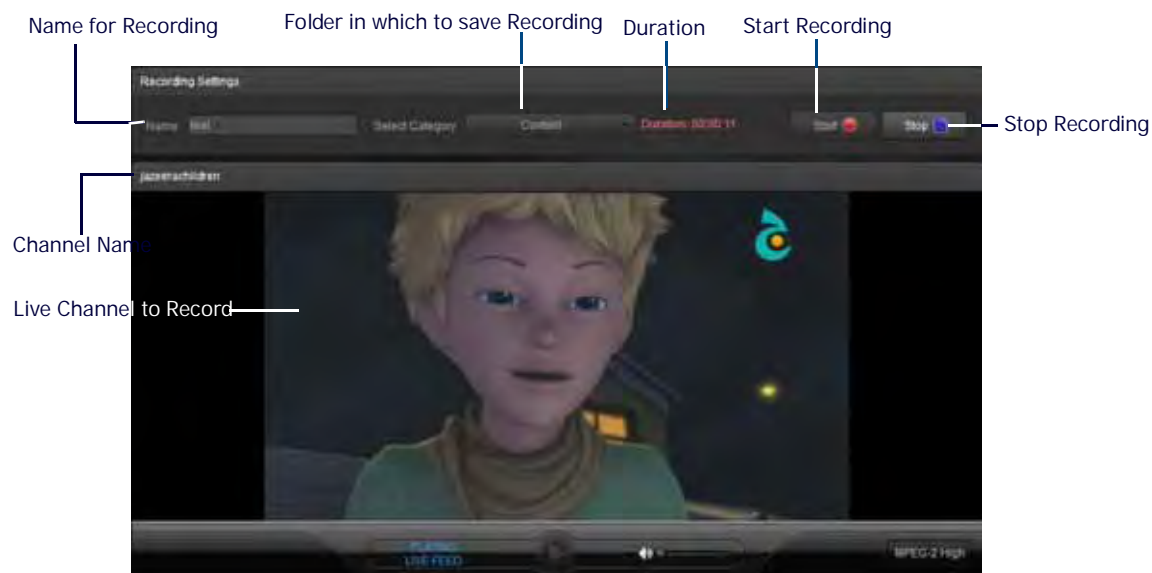 Name for Recording
Folder in which to save Recording
Duration
Start Recording
Recording Settings
Name
Select Category
Content
Start
Stop
Stop Recording
jazeerachildren
Channel Name
Live Channel to Record
PLAYING
LIVE FEED
MPEG-2 High